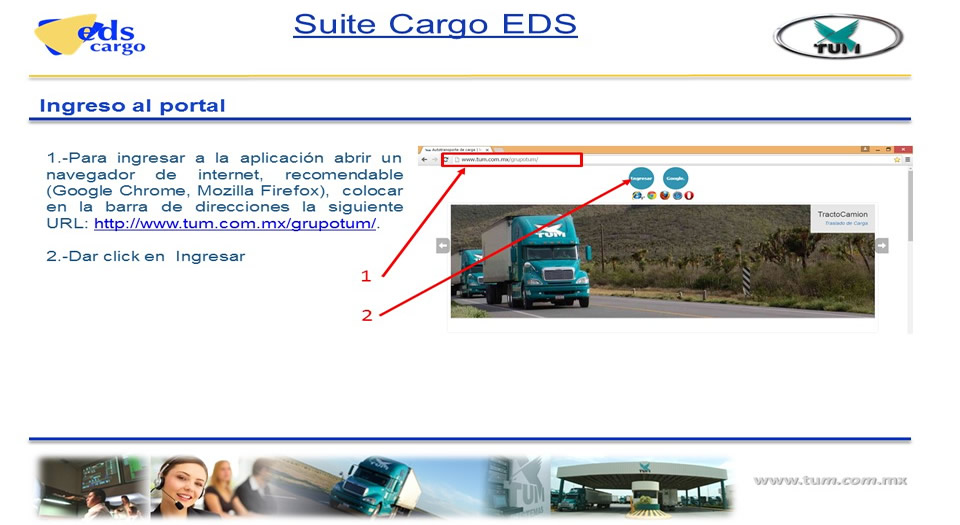 eds
cargo
Suite Cargo EDS
TUM
Ingreso al portal
1.-Para ingresar a la aplicación abrir un
navegador de internet, recomendable
(Google Chrome, Mozilla Firefox), colocar
en la barra de direcciones la siguiente
URL: http://www.tum.com.mx/grupotum/.
2.-Dar click en Ingresar
1
2
Autotransporte de carga |
www.tum.com.mx/grupotum/
Ingresar
Google.
TractoCamion
Traslado de Carga
TUM
TUM
www.tum.com.mx